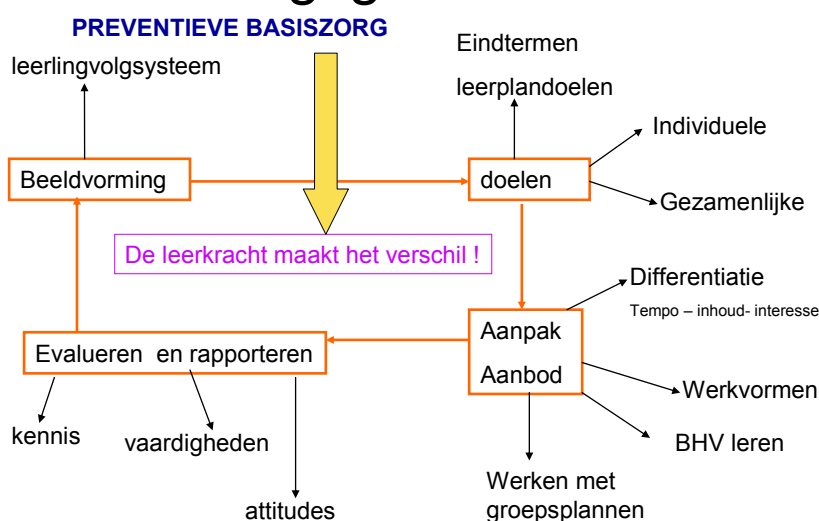 PREVENTIEVE BASISZORG
Eindtermen
leerlingvolgsysteem
leerplandoelen
Individuele
Beeldvorming
doelen
Gezamenlijke
De leerkracht maakt het verschil !
Differentiatie
Tempo – inhoud- interesse
Aanpak
Aanbod
Evalueren en rapporteren
Werkvormen
kennis
vaardigheden
BHV leren
Werken met
groepsplannen
attitudes